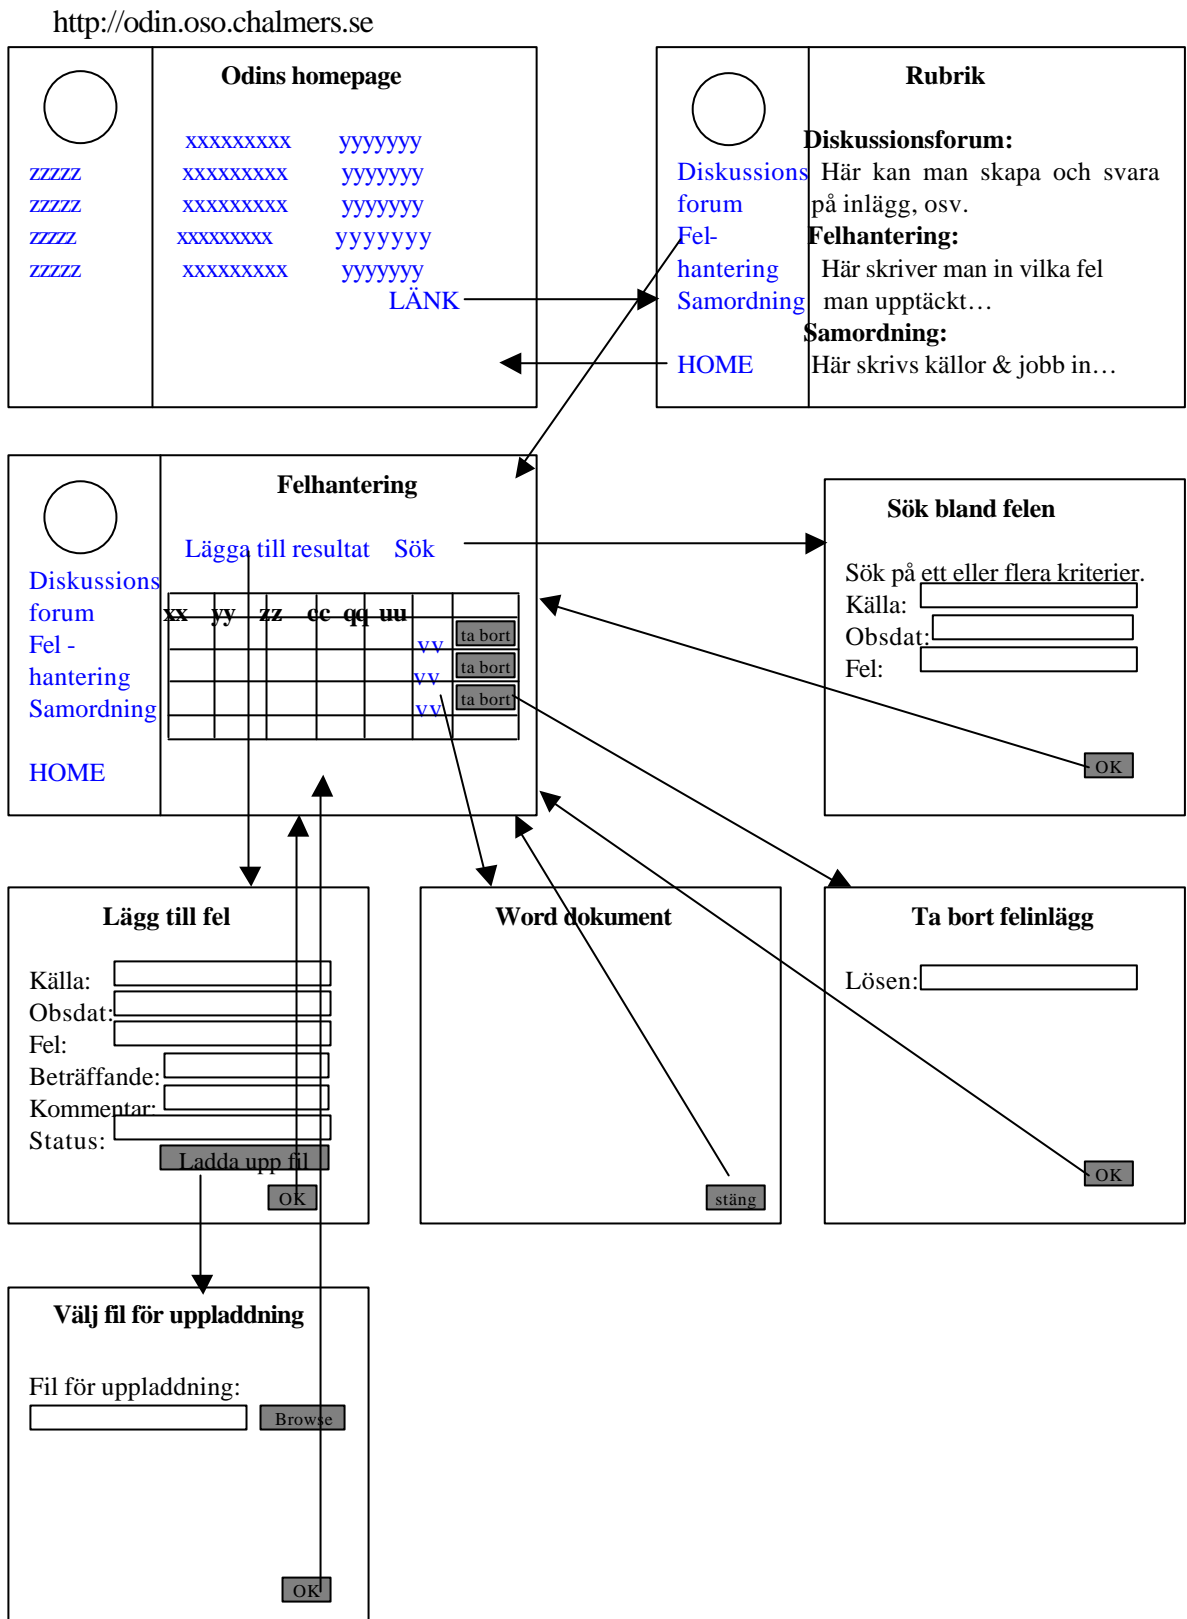 http://odin.oso.chalmers.se
Odins homepage
xxxxxxxxx yyyyyyy
zzzzz xxxxxxxxx yyyyyyy
zzzzz xxxxxxxxx yyyyyyy
zzzzz xxxxxxxxx yyyyyyy
zzzzz xxxxxxxxx yyyyyyy
LÄNK
Rubrik
Diskussionsforum:
Diskussions Här kan man skapa och svara
forum på inlägg, osv.
Fel- Felhantering:
hantering Här skriver man in vilka fel
Samordning man upptäckt…
Samordning:
HOME Här skrivs källor & jobb in…
Felhantering
Lägga till resultat Sök
Diskussions
forum xx yy zz cc qq uu
Fel - vv ta bort
hantering vv ta bort
Samordning vv ta bort
HOME
Sök bland felen
Sök på ett eller flera kriterier.
Källa:
Obsdat:
Fel:
OK
Lägg till fel
Källa:
Obsdat:
Fel:
Beträffande:
Kommentar:
Status:
Ladda upp fil
OK
Word dokument
stäng
Ta bort felinlägg
Lösen:
OK
Välj fil för uppladdning
Fil för uppladdning:
Browse
OK